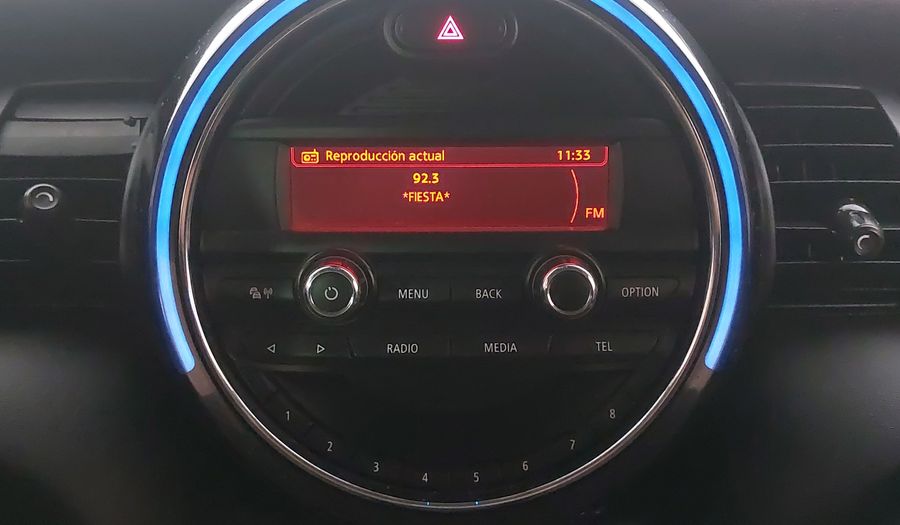 Reproducción actual 11:33
92.3
*FIESTA*
FM
MENU BACK OPTION
RADIO MEDIA TEL
1 2 3 4 5 6 7 8